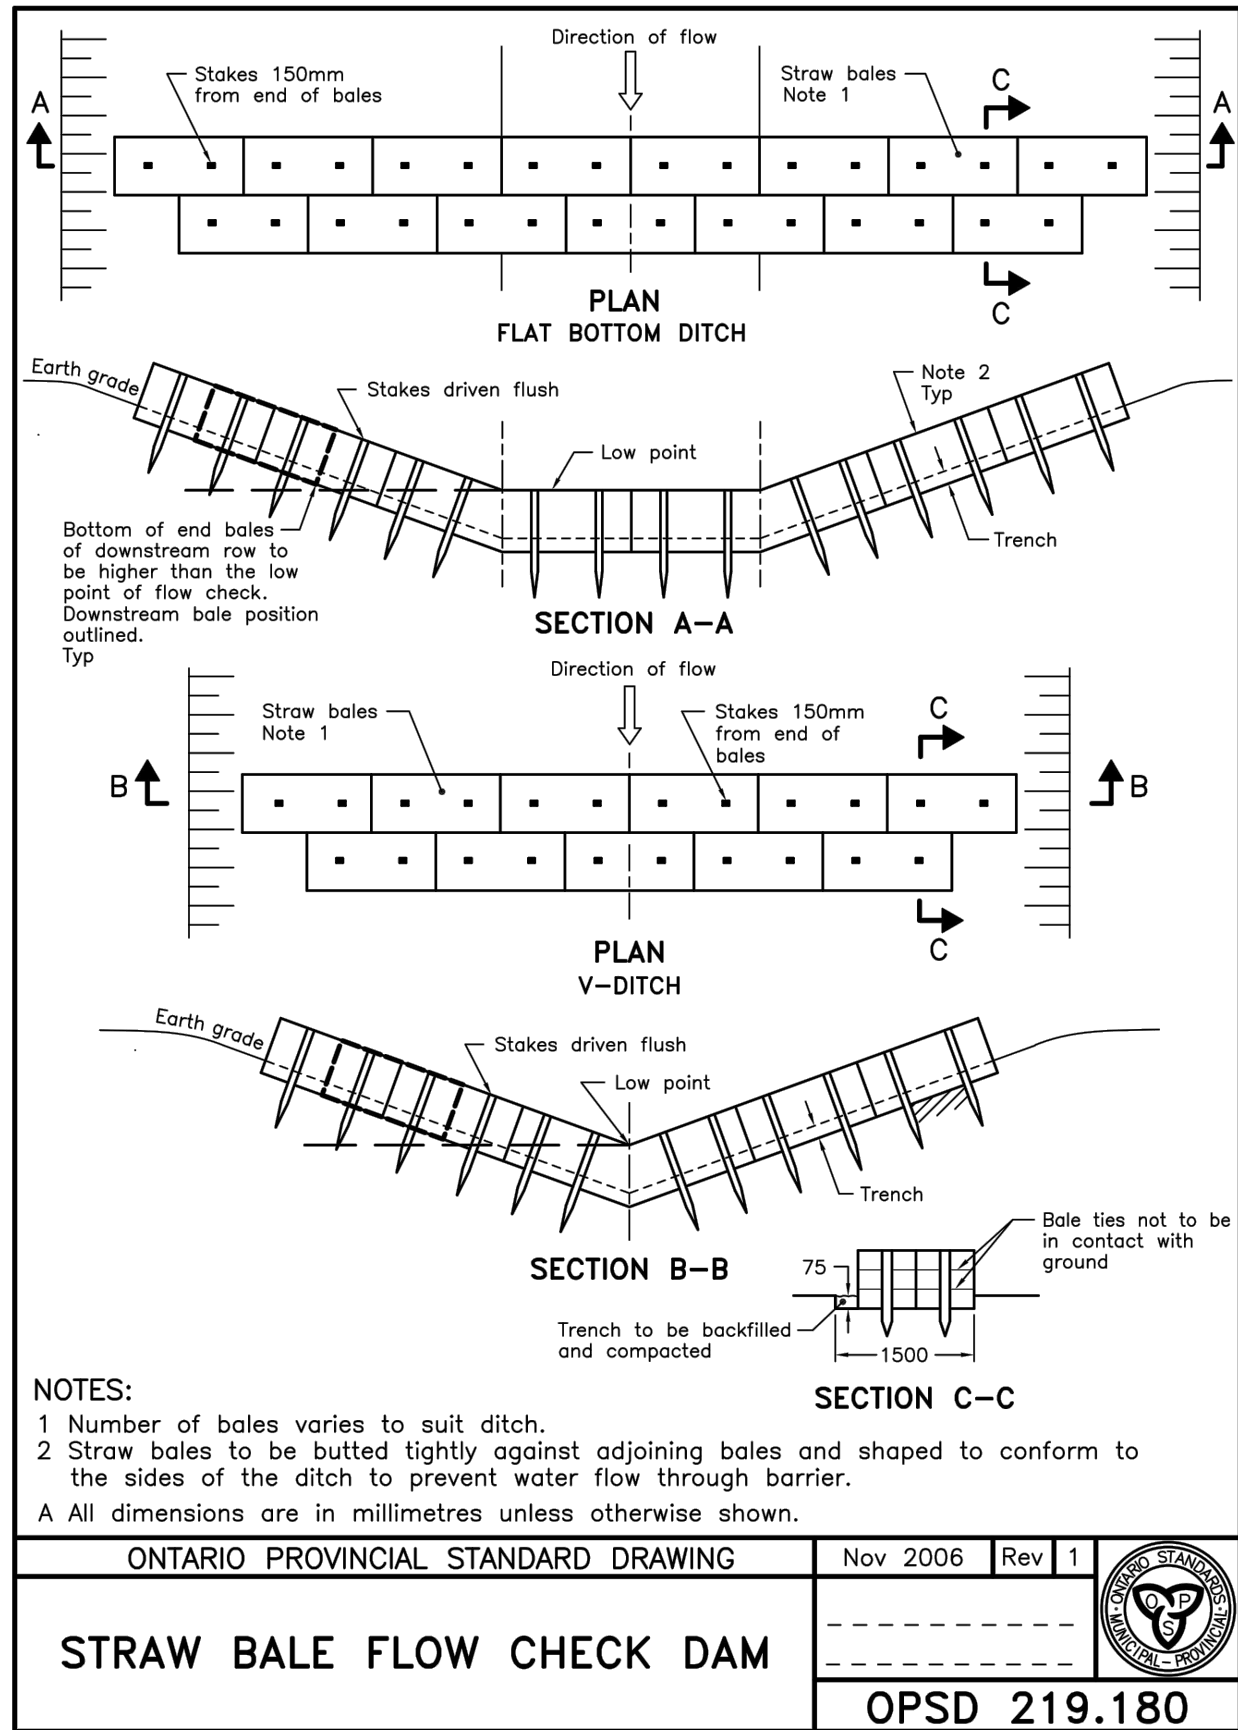 Direction of flow
Stakes 150mm
from end of bales
Straw bales
Note 1
C
A
A
C
PLAN
FLAT BOTTOM DITCH
Earth grade
Stakes driven flush
Note 2
Typ
Low point
Trench
Bottom of end bales
of downstream row to
be higher than the low
point of flow check.
Downstream bale position
outlined.
Typ
SECTION A-A
Direction of flow
Straw bales
Note 1
Stakes 150mm
from end of
bales
C
B
B
C
PLAN
V-DITCH
Earth grade
Stakes driven flush
Low point
Trench
SECTION B-B
Bale ties not to be
in contact with
ground
75
Trench to be backfilled
and compacted
1500
SECTION C-C
NOTES:
1 Number of bales varies to suit ditch.
2 Straw bales to be butted tightly against adjoining bales and shaped to conform to
the sides of the ditch to prevent water flow through barrier.
A All dimensions are in millimetres unless otherwise shown.
ONTARIO PROVINCIAL STANDARD DRAWING
Nov 2006
Rev 1
STRAW BALE FLOW CHECK DAM
ONTARIO STANDARDS
MUNICIPAL - PROVINCIAL
O P S
OPSD 219.180